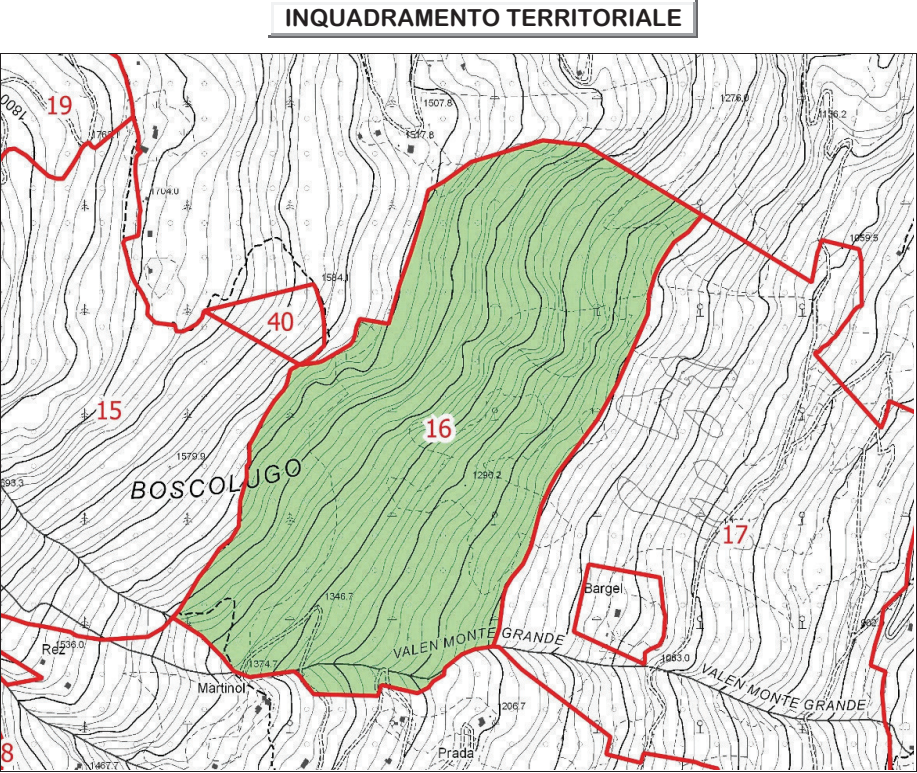 INQUADRAMENTO TERRITORIALE
19
1800
1507.8
1517.8
1276.0
1704.0
1059.5
1584.1
40
15
16
1579.9
BOSCOLUGO
1290.2
17
1346.7
Bargel
VALEN MONTE GRANDE
Rez
1536.0
1374.7
1083.0
VALEN MONTE GRANDE
Martinol
1206.7
Prada
8
1467.7